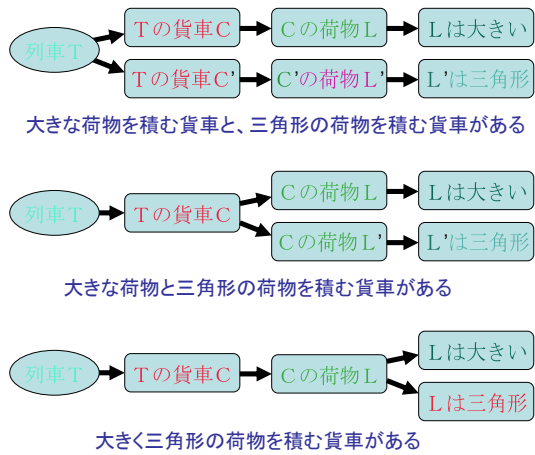 列車T
Tの貨車C
Cの荷物L
Lは大きい
Tの貨車C'
C'の荷物L'
L'は三角形
大きな荷物を積む貨車と、三角形の荷物を積む貨車がある
列車T
Tの貨車C
Cの荷物L
Lは大きい
Cの荷物L'
L'は三角形
大きな荷物と三角形の荷物を積む貨車がある
列車T
Tの貨車C
Cの荷物L
Lは大きい
Lは三角形
大きく三角形の荷物を積む貨車がある